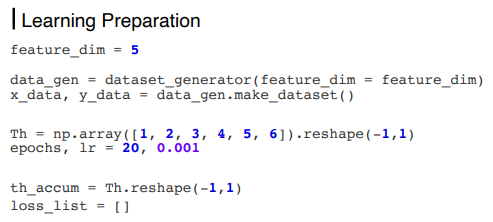 Learning Preparation
feature_dim = 5
data_gen = dataset_generator(feature_dim = feature_dim)
x_data, y_data = data_gen.make_dataset()
Th = np.array([1, 2, 3, 4, 5, 6]).reshape(-1,1)
epochs, lr = 20, 0.001
th_accum = Th.reshape(-1,1)
loss_list = []